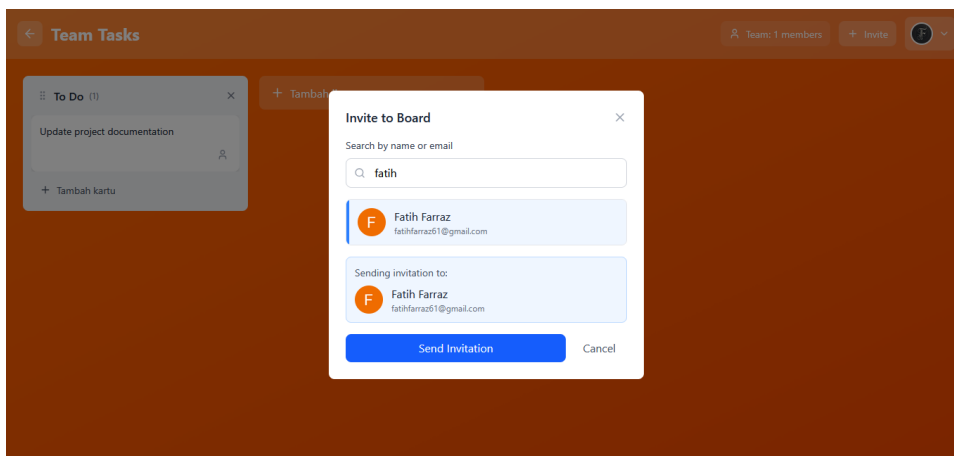 Team Tasks
Team: 1 members
+ Invite
F
To Do (1)
Update project documentation
+ Tambah kartu
+ Tambah
Invite to Board
Search by name or email
fatih
F
Fatih Farraz
fatihfarraz61@gmail.com
Sending invitation to:
F
Fatih Farraz
fatihfarraz61@gmail.com
Send Invitation
Cancel